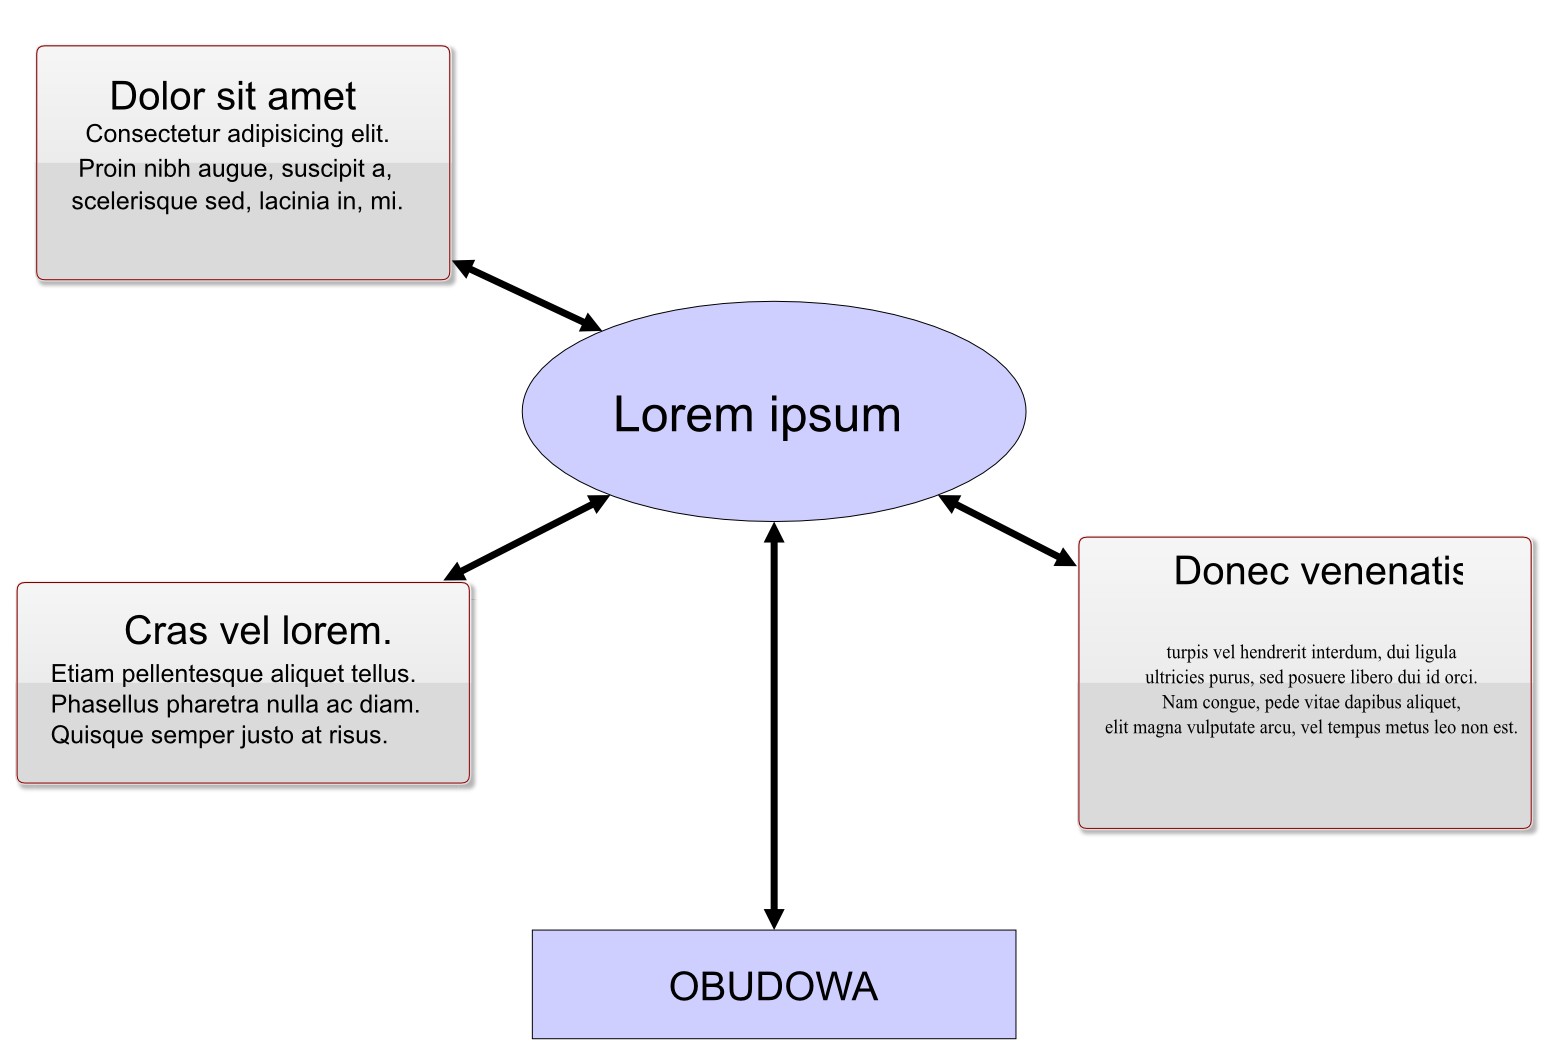 Dolor sit amet
Consectetur adipisicing elit.
Proin nibh augue, suscipit a,
scelerisque sed, lacinia in, mi.
Lorem ipsum
Cras vel lorem.
Etiam pellentesque aliquet tellus.
Phasellus pharetra nulla ac diam.
Quisque semper justo at risus.
Donec venenatis
turpis vel hendrerit interdum, dui ligula
ultricies purus, sed posuere libero dui id orci.
Nam congue, pede vitae dapibus aliquet,
elit magna vulputate arcu, vel tempus metus leo non est.
OBUDOWA